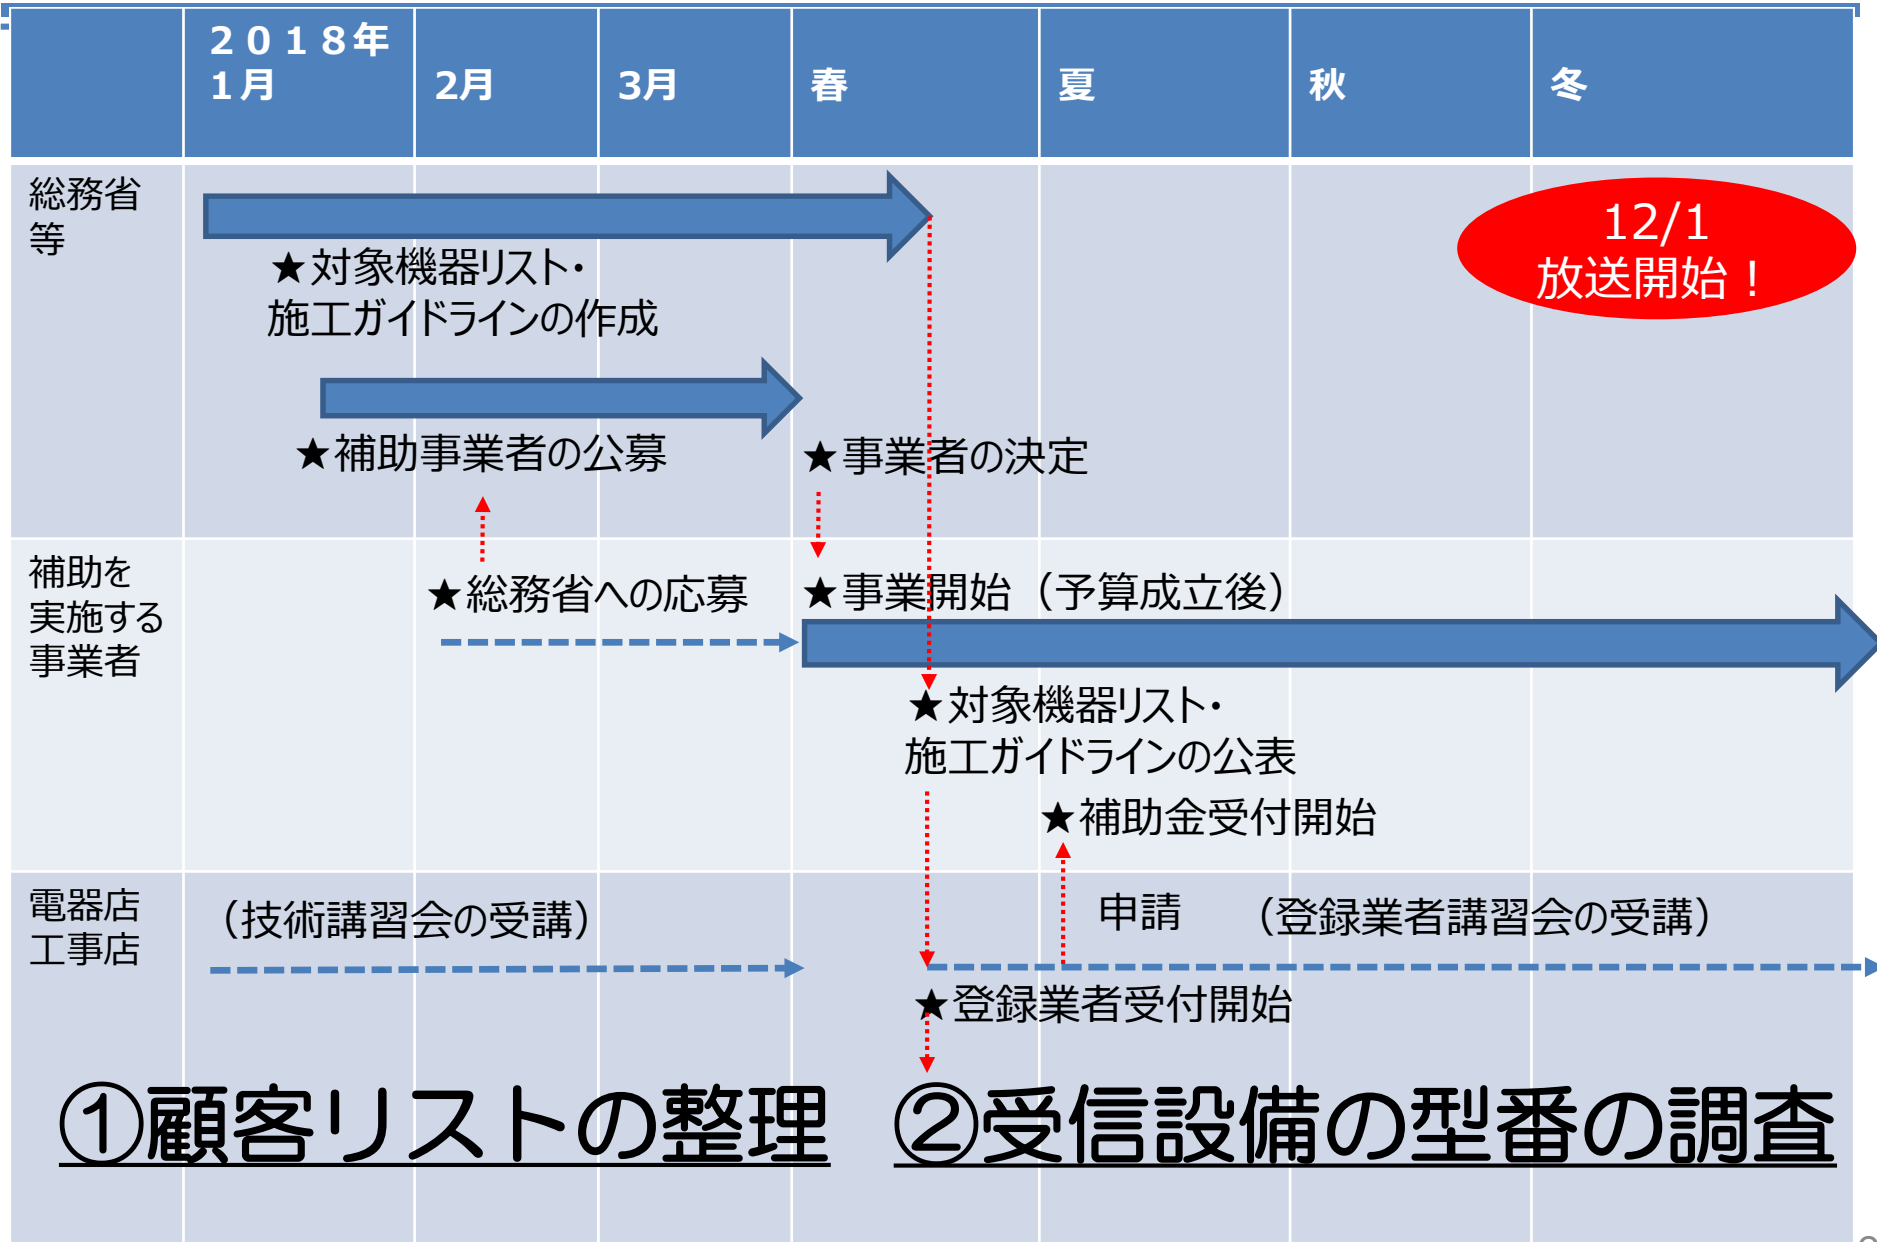 ２０１８年
１月
2月
3月
春
夏
秋
冬
総務省
等
12/1
放送開始！
★対象機器リスト・
施工ガイドラインの作成
★補助事業者の公募
★事業者の決定
補助を
実施する
事業者
★総務省への応募
★事業開始（予算成立後）
★対象機器リスト・
施工ガイドラインの公表
★補助金受付開始
電器店
工事店
（技術講習会の受講）
申請
（登録業者講習会の受講）
★登録業者受付開始
①顧客リストの整理
②受信設備の型番の調査